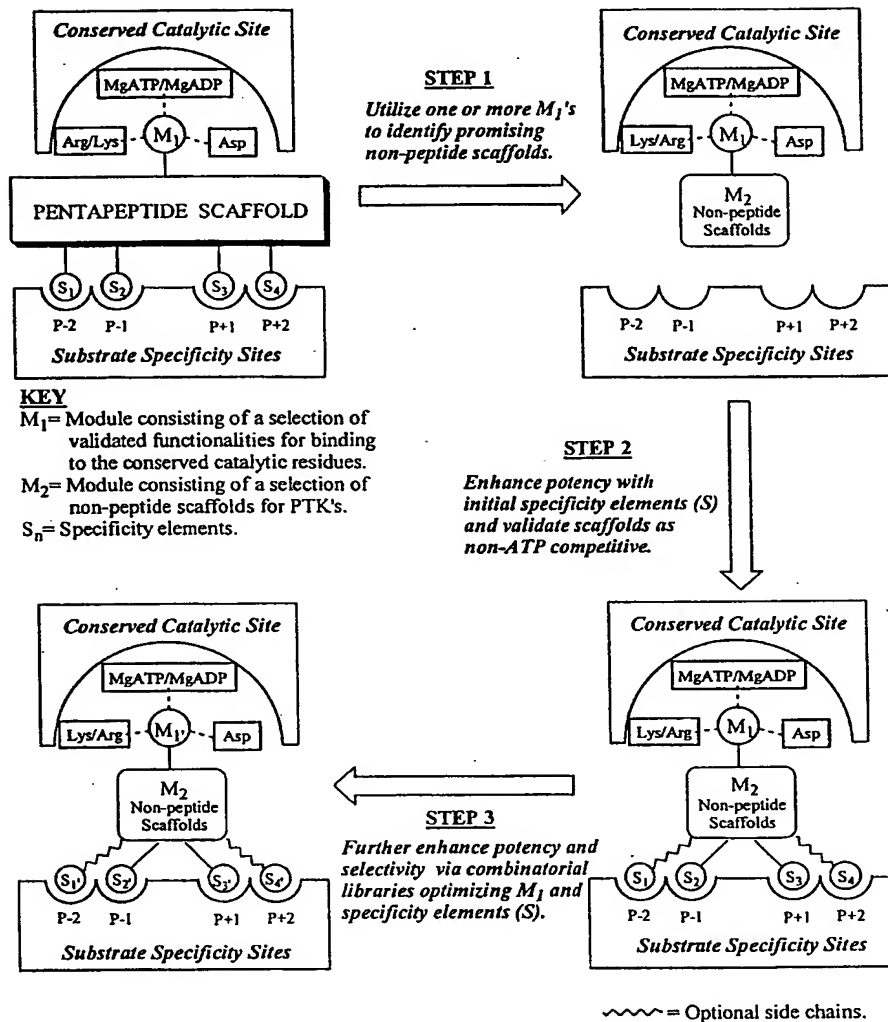 Conserved Catalytic Site
MgATP/MgADP
Arg/Lys
M1
Asp
PENTAPEPTIDE SCAFFOLD
S1
S2
S3
S4
P-2
P-1
P+1
P+2
Substrate Specificity Sites
STEP 1
Utilize one or more M1's
to identify promising
non-peptide scaffolds.
Conserved Catalytic Site
MgATP/MgADP
Lys/Arg
M1
Asp
M2
Non-peptide
Scaffolds
P-2
P-1
P+1
P+2
Substrate Specificity Sites
KEY
M1= Module consisting of a selection of
validated functionalities for binding
to the conserved catalytic residues.
M2= Module consisting of a selection of
non-peptide scaffolds for PTK's.
Sn= Specificity elements.
STEP 2
Enhance potency with
initial specificity elements (S)
and validate scaffolds as
non-ATP competitive.
Conserved Catalytic Site
MgATP/MgADP
Lys/Arg
M1
Asp
M2
Non-peptide
Scaffolds
S1
S2
S3
S4
P-2
P-1
P+1
P+2
Substrate Specificity Sites
= Optional side chains.
STEP 3
Further enhance potency and
selectivity via combinatorial
libraries optimizing M1 and
specificity elements (S).
Conserved Catalytic Site
MgATP/MgADP
Lys/Arg
M1'
Asp
M2
Non-peptide
Scaffolds
S1'
S2'
S3'
S4'
P-2
P-1
P+1
P+2
Substrate Specificity Sites